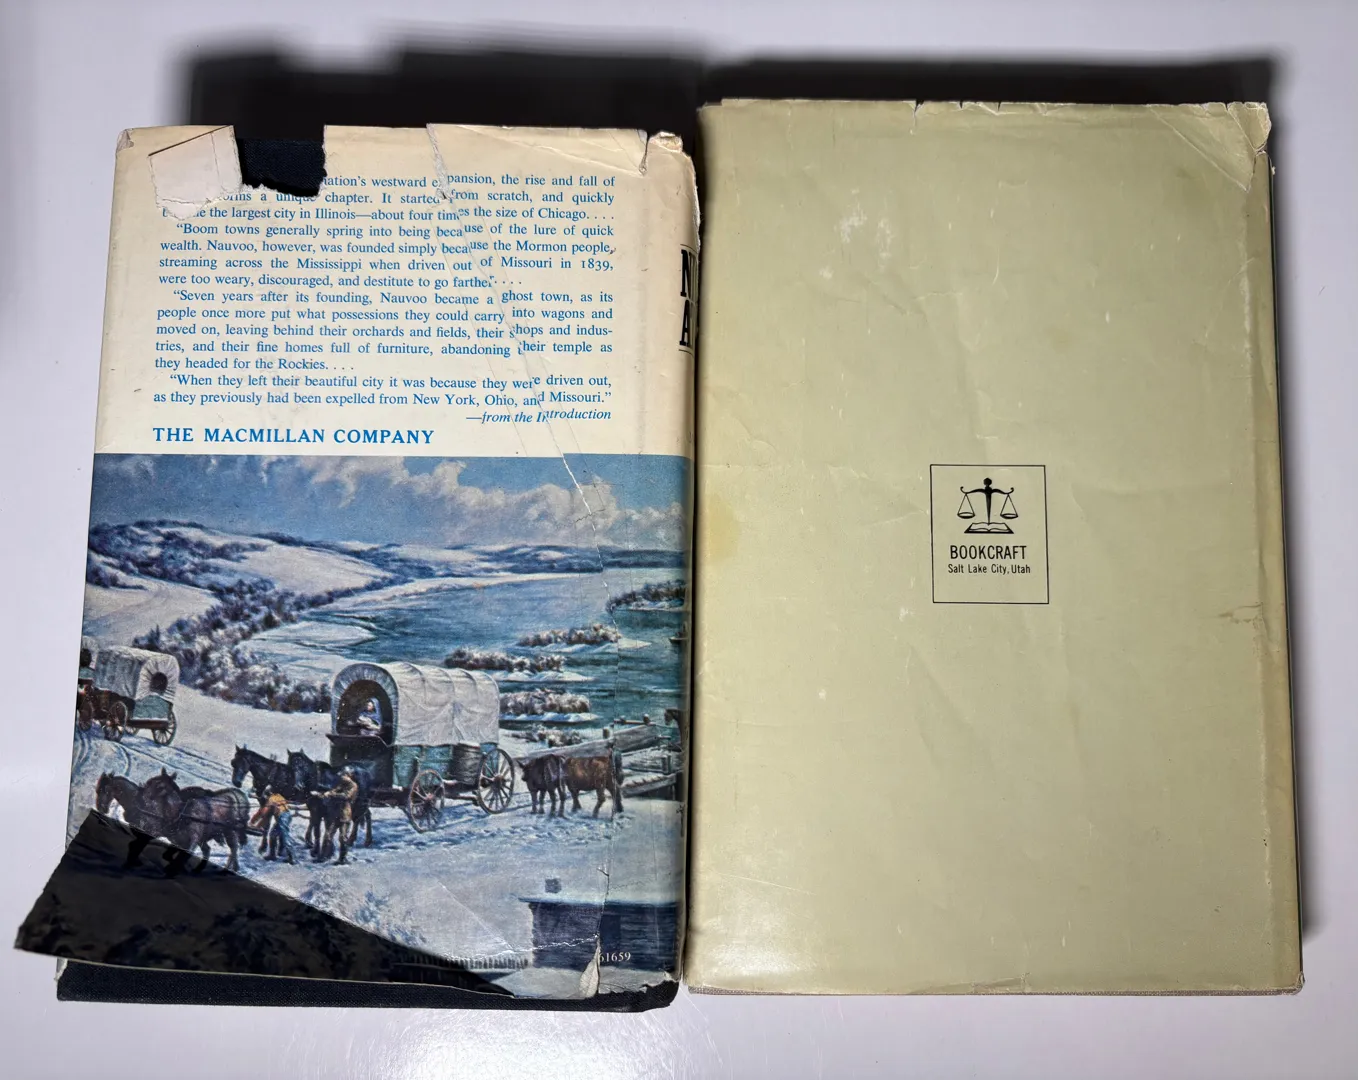 nation's westward expansion, the rise and fall of
a unique chapter. It started from scratch, and quickly
the largest city in Illinois—about four times the size of Chicago. . . .
“Boom towns generally spring into being because of the lure of quick
wealth. Nauvoo, however, was founded simply because the Mormon people,
streaming across the Mississippi when driven out of Missouri in 1839,
were too weary, discouraged, and destitute to go farther. . . .
“Seven years after its founding, Nauvoo became a ghost town, as its
people once more put what possessions they could carry into wagons and
moved on, leaving behind their orchards and fields, their shops and indus-
tries, and their fine homes full of furniture, abandoning their temple as
they headed for the Rockies. . . .
“When they left their beautiful city it was because they were driven out,
as they previously had been expelled from New York, Ohio, and Missouri.”
—from the Introduction
THE MACMILLAN COMPANY
61659
BOOKCRAFT
Salt Lake City, Utah